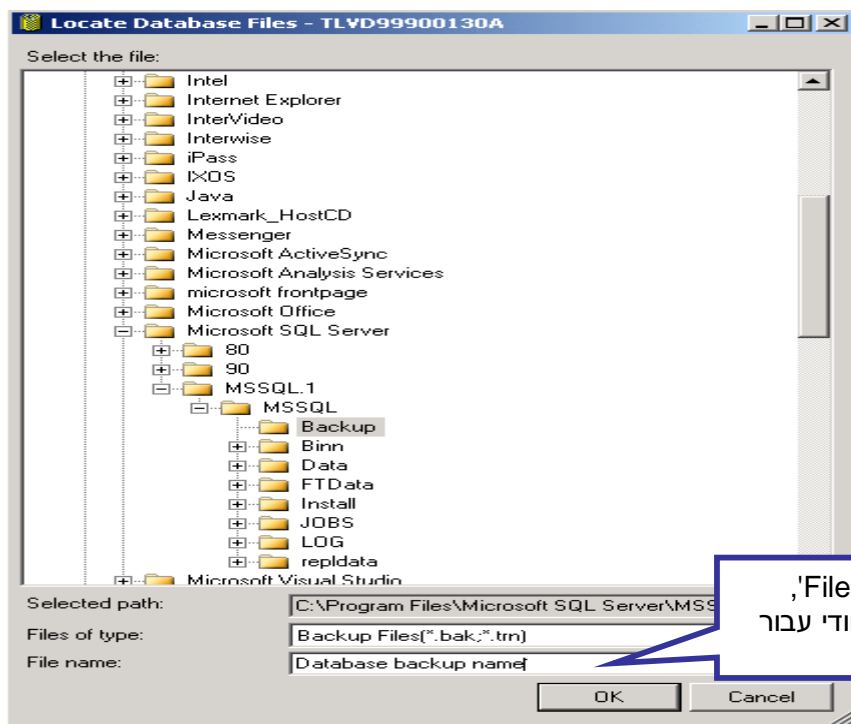 Locate Database Files - TLVD99900130A
Select the file:
Intel
Internet Explorer
InterVideo
Interwise
iPass
IXOS
Java
Lexmark_HostCD
Messenger
Microsoft ActiveSync
Microsoft Analysis Services
microsoft frontpage
Microsoft Office
Microsoft SQL Server
80
90
MSSQL.1
MSSQL
Backup
Binn
Data
FTData
Install
JOBS
LOG
repldata
Microsoft Visual Studio
Selected path:
C:\Program Files\Microsoft SQL Server\MSS
Files of type:
Backup Files(*.bak;*.trn)
File name:
Database backup name
,'File
עבור
OK
Cancel